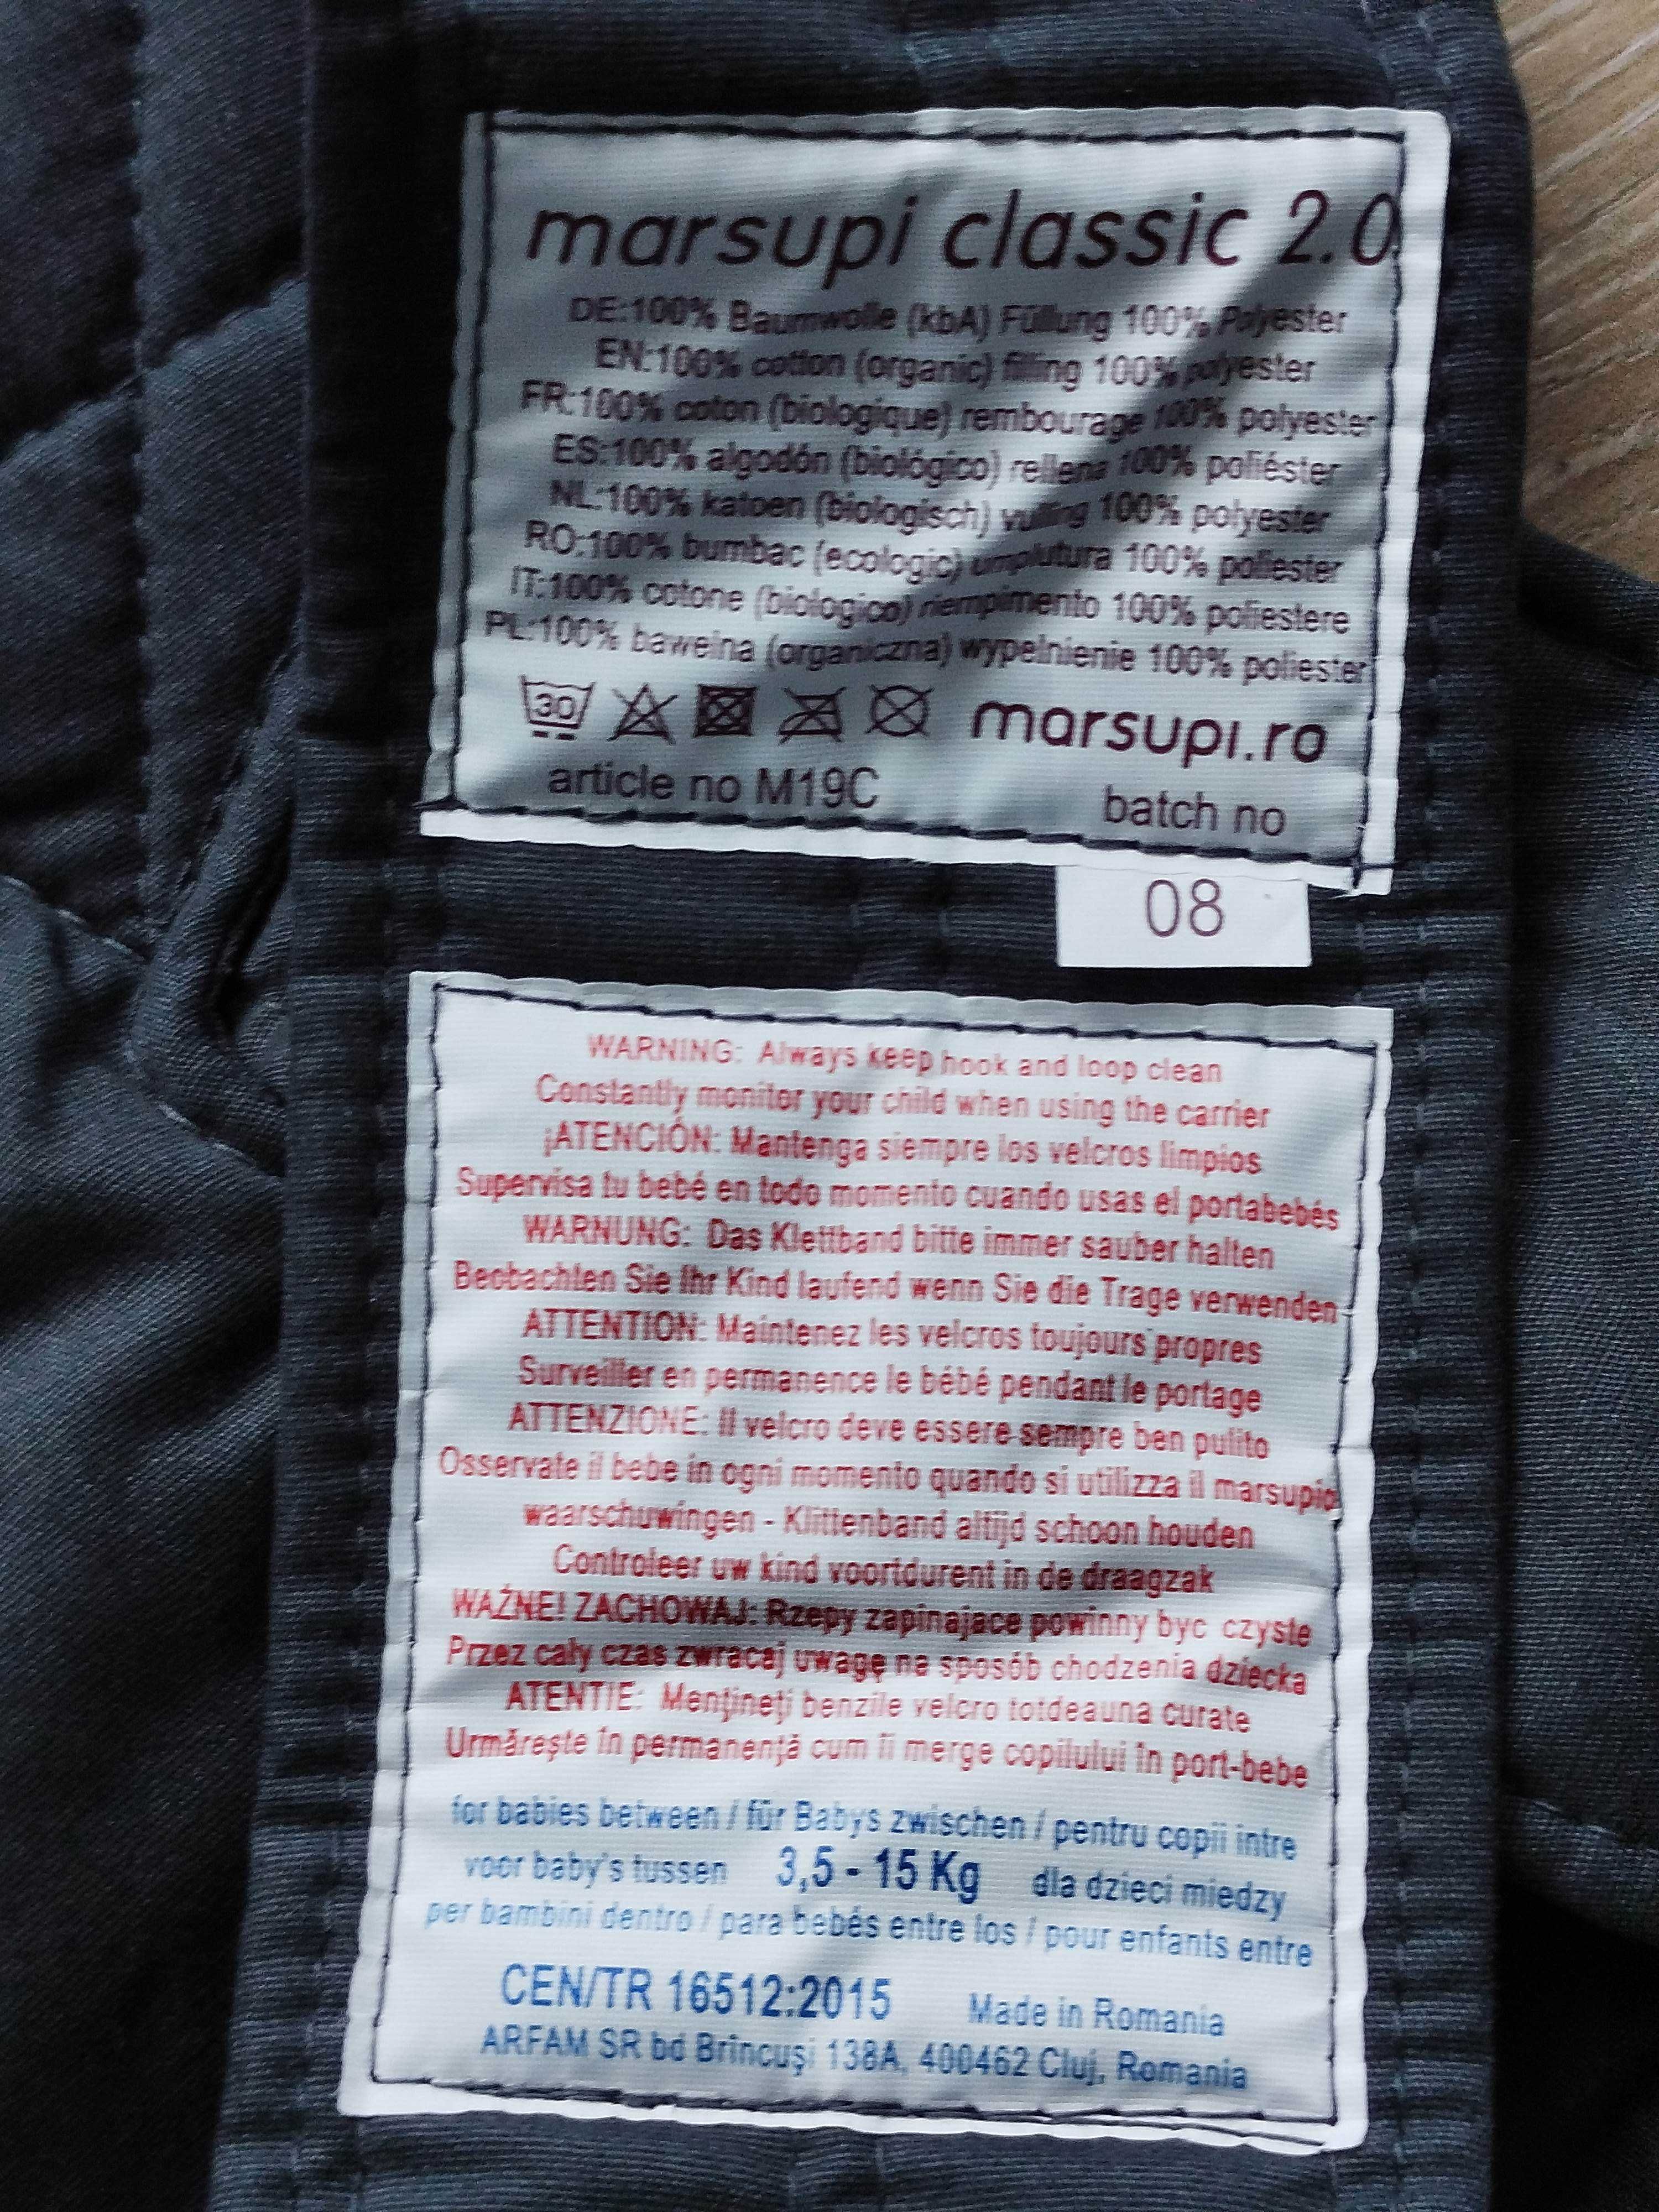 marsupi classic 2.0
DE:100% Baumwolle (kbA) Füllung 100% Polyester
EN:100% cotton (organic) filling 100% polyester
FR:100% coton (biologique) rembourage 100% polyester
ES:100% algodón (biológico) rellena 100% poliéster
NL:100% katoen (biologisch) vulling 100% polyester
RO:100% bumbac (ecologic) umplutura 100% poliester
IT:100% cotone (biologico) riempimento 100% poliestere
PL:100% bawelna (organiczna) wypelnienie 100% poliester
30 marsupi.ro
article no M19C batch no
08
WARNING: Always keep hook and loop clean
Constantly monitor your child when using the carrier
¡ATENCIÓN: Mantenga siempre los velcros limpios
Supervisa tu bebé en todo momento cuando usas el portabebés
WARNUNG: Das Klettband bitte immer sauber halten
Beobachten Sie Ihr Kind laufend wenn Sie die Trage verwenden
ATTENTION: Maintenez les velcros toujours propres
Surveiller en permanence le bébé pendant le portage
ATTENZIONE: Il velcro deve essere sempre ben pulito
Osservate il bebe in ogni momento quando si utilizza il marsupio
waarschuwingen - Klittenband altijd schoon houden
Controleer uw kind voortdurent in de draagzak
WAŻNE! ZACHOWAJ: Rzepy zapinajace powinny byc czyste
Przez cały czas zwracaj uwagę na sposób chodzenia dziecka
ATENTIE: Mențineți benzile velcro totdeauna curate
Urmărește în permanență cum îi merge copilului în port-bebe
for babies between / für Babys zwischen / pentru copii intre
voor baby's tussen 3,5 - 15 Kg dla dzieci miedzy
per bambini dentro / para bebés entre los / pour enfants entre
CEN/TR 16512:2015 Made in Romania
ARFAM SR bd Brîncuşi 138A, 400462 Cluj, Romania